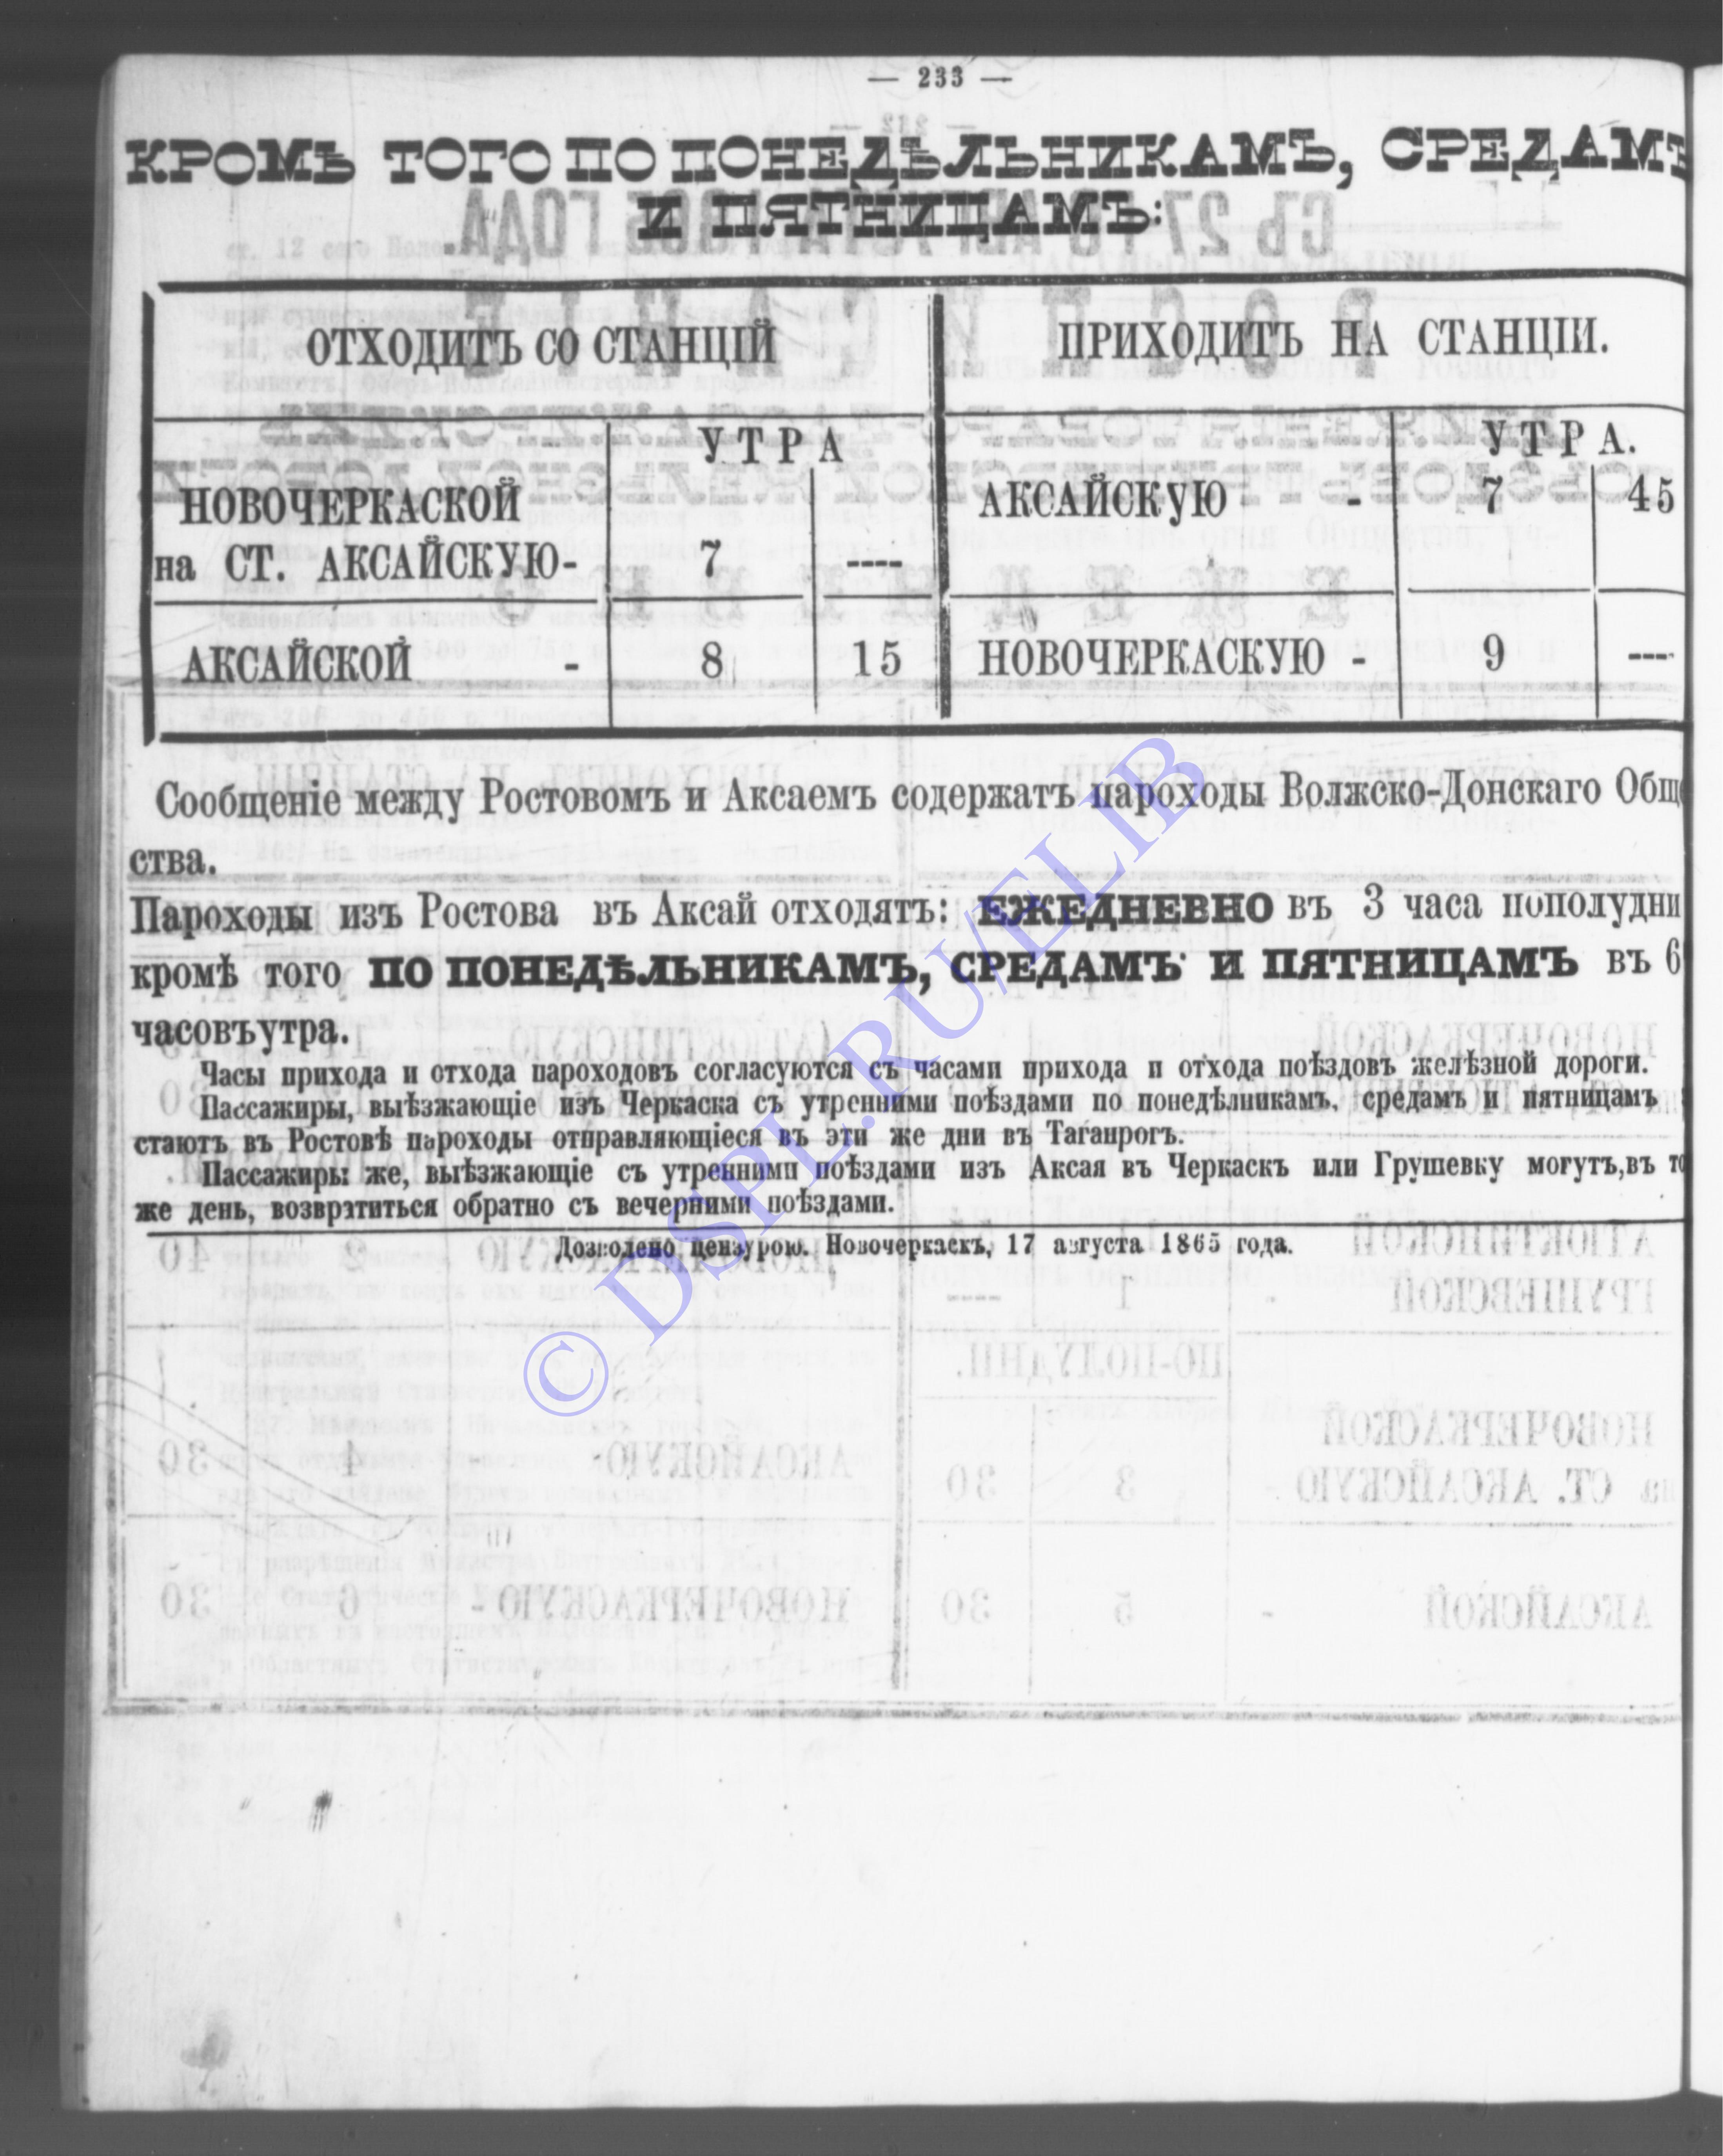 — 233 —
КРОМѢ ТОГО ПО ПОНЕДѢЛЬНИКАМЪ, СРЕДАМЪ
И ПЯТНИЦАМЪ:
ОТХОДИТЪ СО СТАНЦІЙ
ПРИХОДИТЪ НА СТАНЦІИ.
УТРА
УТРА.
НОВОЧЕРКАСКОЙ
на СТ. АКСАЙСКУЮ- 7 ----
АКСАЙСКУЮ - 7 45
АКСАЙСКОЙ - 8 15
НОВОЧЕРКАСКУЮ - 9 ----
Сообщеніе между Ростовомъ и Аксаемъ содержатъ пароходы Волжско-Донскаго Обще
ства.
Пароходы изъ Ростова въ Аксай отходятъ: ЕЖЕДНЕВНО въ 3 часа пополудни
кромѣ того ПО ПОНЕДѢЛЬНИКАМЪ, СРЕДАМЪ И ПЯТНИЦАМЪ въ 6
часовъ утра.
Часы прихода и отхода пароходовъ согласуются съ часами прихода и отхода поѣздовъ желѣзной дороги.
Пассажиры, выѣзжающіе изъ Черкаска съ утренними поѣздами по понедѣлникамъ, средамъ и пятницамъ
стаютъ въ Ростовѣ пароходы отправляющіеся въ эти же дни въ Таганрогъ.
Пассажиры же, выѣзжающіе съ утренними поѣздами изъ Аксая въ Черкаскъ или Грушевку могутъ,въ то
же день, возвратиться обратно съ вечерними поѣздами.
Дозволено цензурою. Новочеркаскъ, 17 августа 1865 года.
© DSPL.RU/ELIB